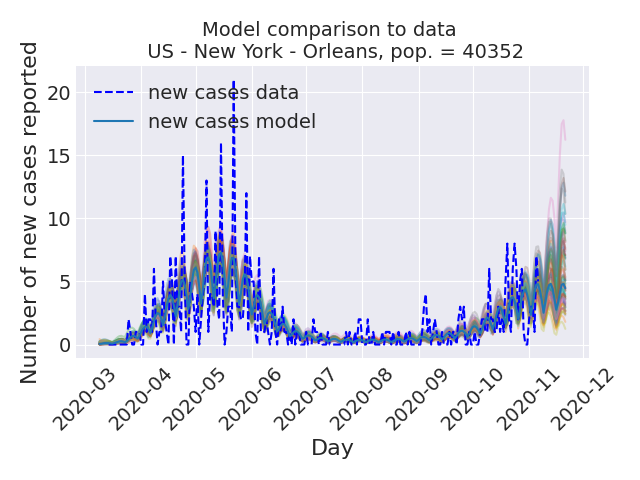 Model comparison to data
US - New York - Orleans, pop. = 40352
Number of new cases reported
20
15
10
5
0
new cases data
new cases model
2020-03
2020-04
2020-05
2020-06
2020-07
2020-08
2020-09
2020-10
2020-11
2020-12
Day